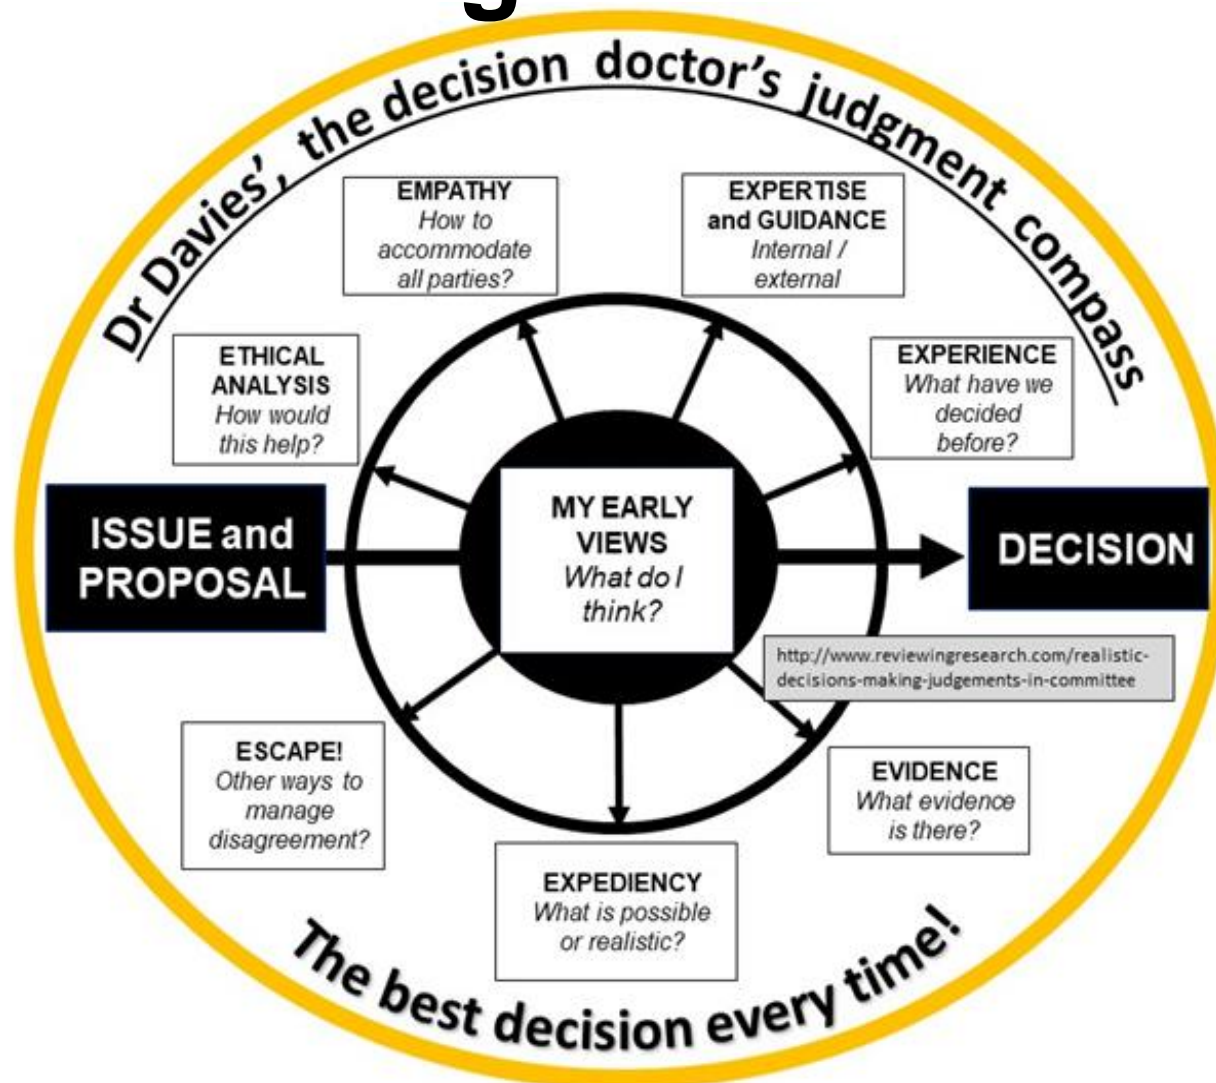 Dr Davies', the decision doctor's judgment compass
EMPATHY
How to
accommodate
all parties?
EXPERTISE
and GUIDANCE
Internal /
external
ETHICAL
ANALYSIS
How would
this help?
EXPERIENCE
What have we
decided
before?
ISSUE and
PROPOSAL
MY EARLY
VIEWS
What do I
think?
DECISION
http://www.reviewingresearch.com/realistic-
decisions-making-judgements-in-committee
ESCAPE!
Other ways to
manage
disagreement?
EXPEDIENCY
What is possible
or realistic?
EVIDENCE
What evidence
is there?
The best decision every time!